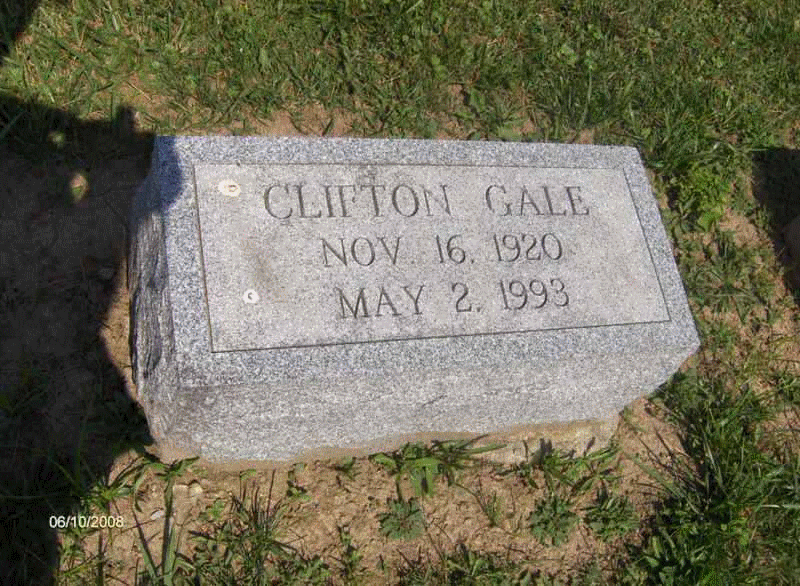 CLIFTON GALE
NOV. 16, 1920
MAY 2, 1993
06/10/2008